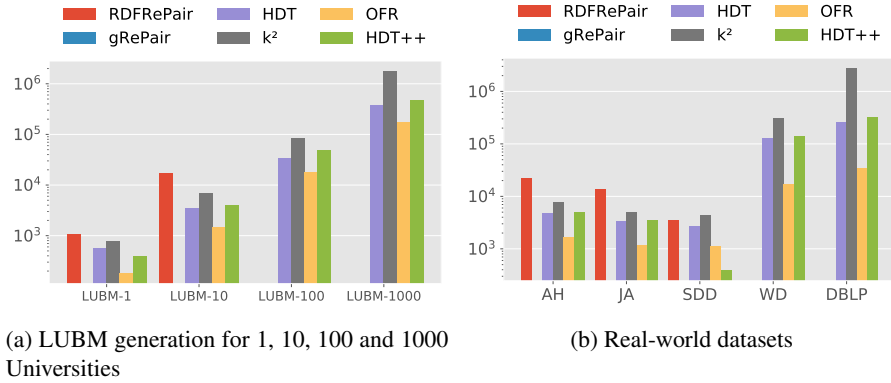 RDFRePair HDT OFR
gRePair k² HDT++
10⁶
10⁵
10⁴
10³
LUBM-1 LUBM-10 LUBM-100 LUBM-1000
(a) LUBM generation for 1, 10, 100 and 1000
Universities
RDFRePair HDT OFR
gRePair k² HDT++
10⁶
10⁵
10⁴
10³
AH JA SDD WD DBLP
(b) Real-world datasets